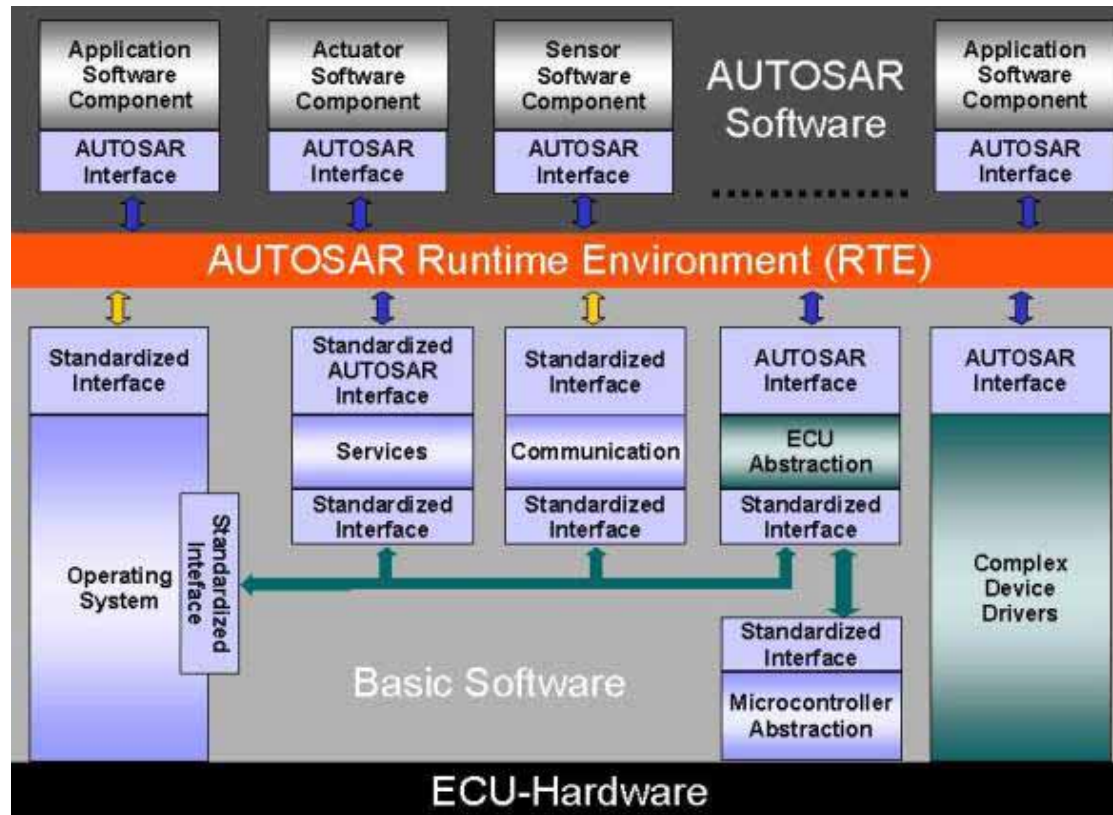 Application
Software
Component
AUTOSAR
Interface
Actuator
Software
Component
AUTOSAR
Interface
Sensor
Software
Component
AUTOSAR
Interface
AUTOSAR
Software
Application
Software
Component
AUTOSAR
Interface
AUTOSAR Runtime Environment (RTE)
Standardized
Interface
Operating
System
Standardized
Inteface
Standardized
AUTOSAR
Interface
Services
Standardized
Interface
Standardized
Interface
Communication
Standardized
Interface
AUTOSAR
Interface
ECU
Abstraction
Standardized
Interface
Standardized
Interface
Microcontroller
Abstraction
AUTOSAR
Interface
Complex
Device
Drivers
Basic Software
ECU-Hardware